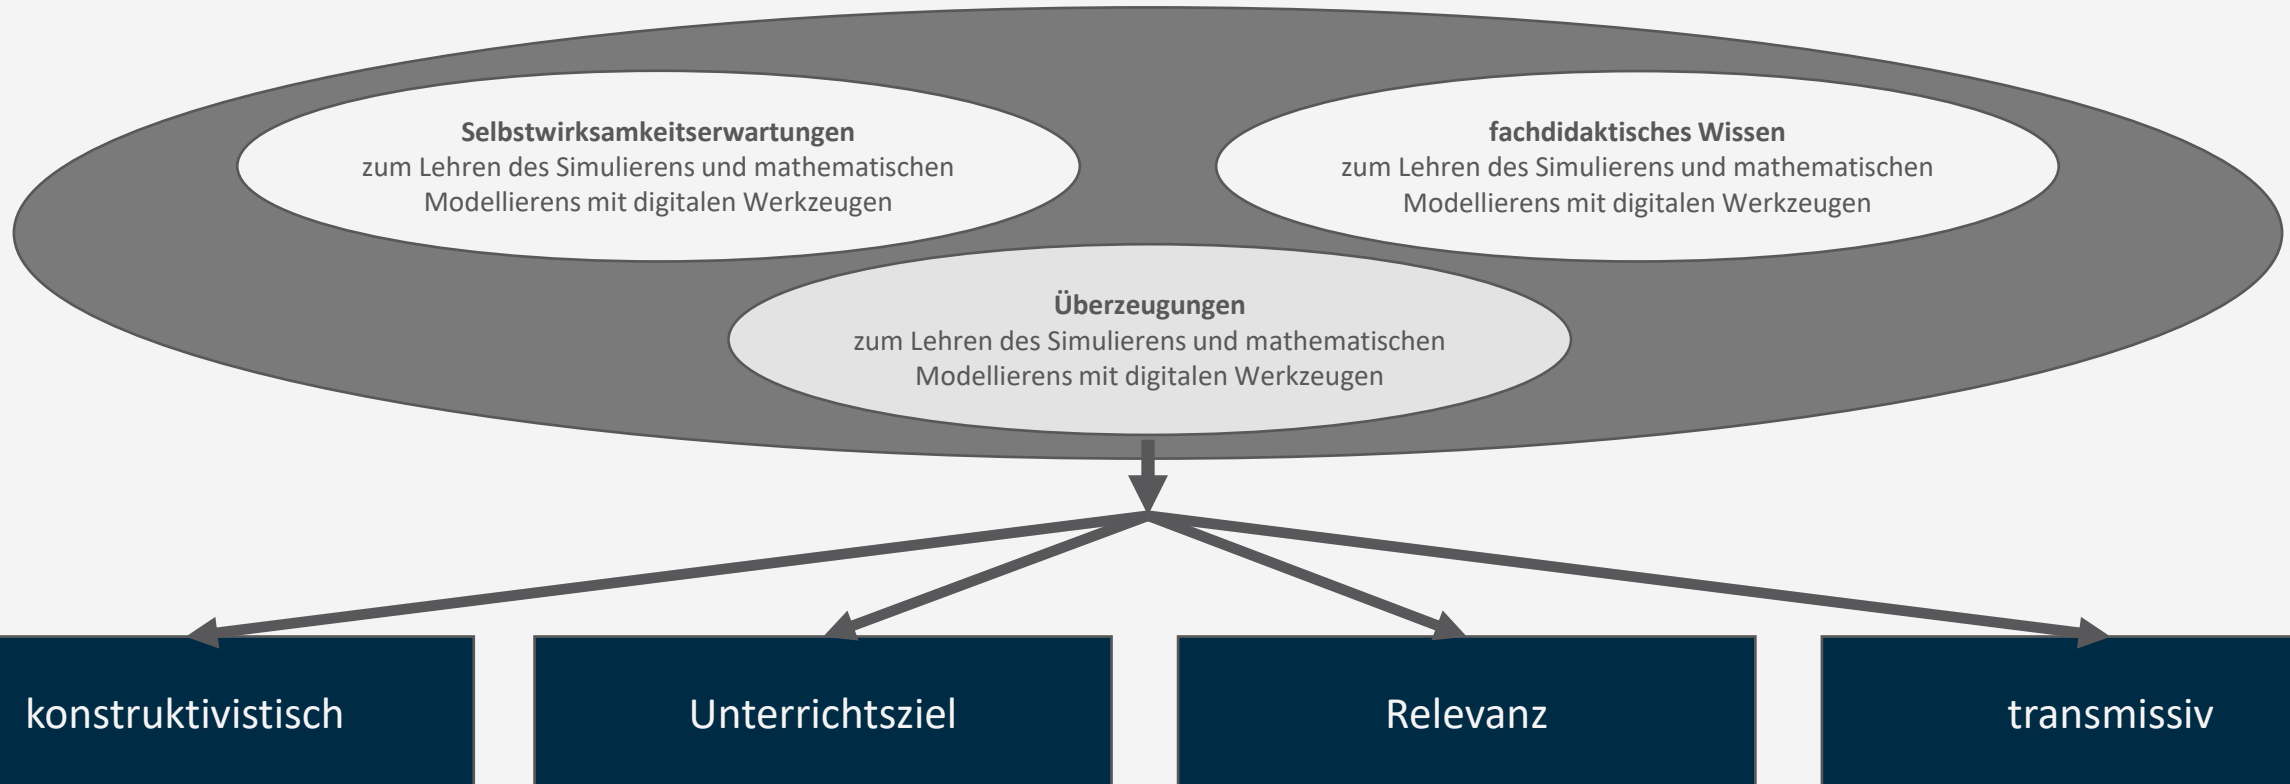 Selbstwirksamkeitserwartungen
zum Lehren des Simulierens und mathematischen
Modellierens mit digitalen Werkzeugen
fachdidaktisches Wissen
zum Lehren des Simulierens und mathematischen
Modellierens mit digitalen Werkzeugen
Überzeugungen
zum Lehren des Simulierens und mathematischen
Modellierens mit digitalen Werkzeugen
konstruktivistisch
Unterrichtsziel
Relevanz
transmissiv